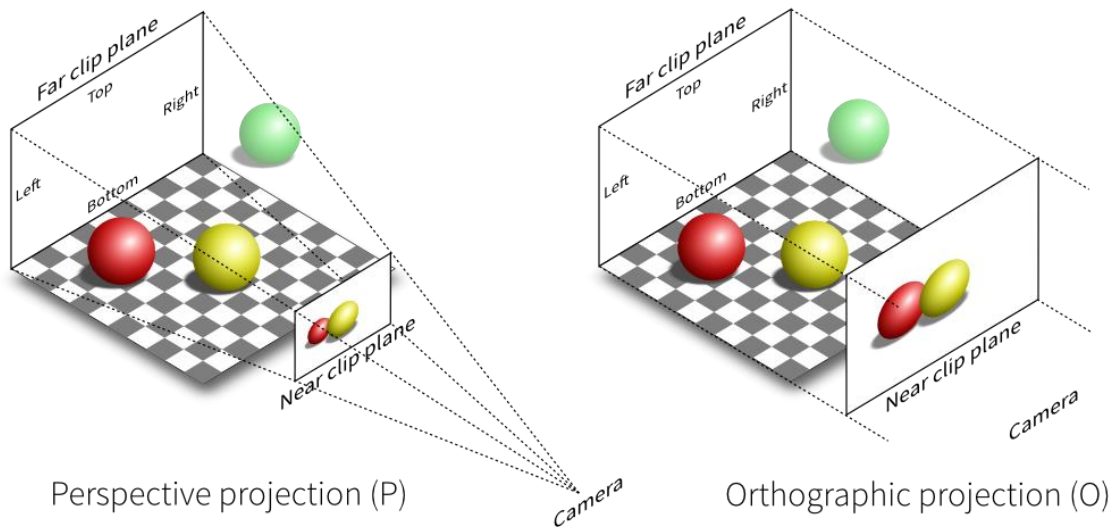 Far clip plane
Top
Right
Left
Bottom
Near clip plane
Camera
Perspective projection (P)
Far clip plane
Top
Right
Left
Bottom
Near clip plane
Camera
Orthographic projection (O)